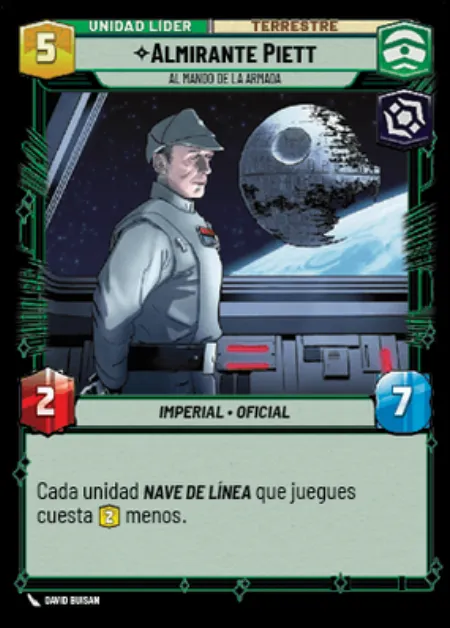 UNIDAD LÍDER
TERRESTRE
5
ALMIRANTE PIETT
AL MANDO DE LA ARMADA
2
IMPERIAL • OFICIAL
7
Cada unidad NAVE DE LÍNEA que juegues
cuesta 2 menos.
DAVID BUISAN